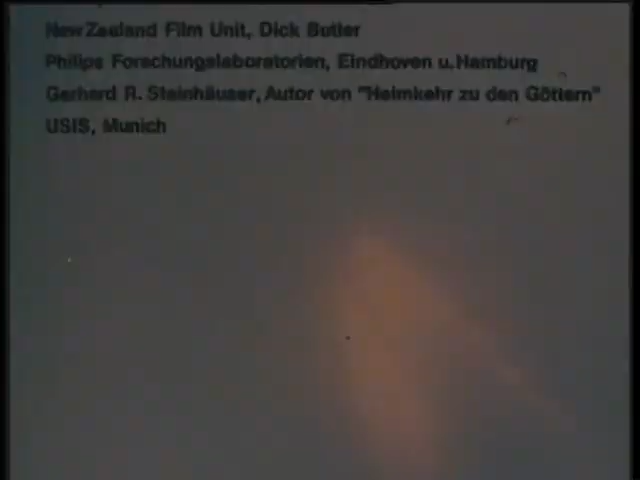 New Zealand Film Unit, Dick Butler
Philips Forschungslaboratorien, Eindhoven u. Hamburg
Gerhard R. Steinhäuser, Autor von "Heimkehr zu den Göttern"
USIS, Munich